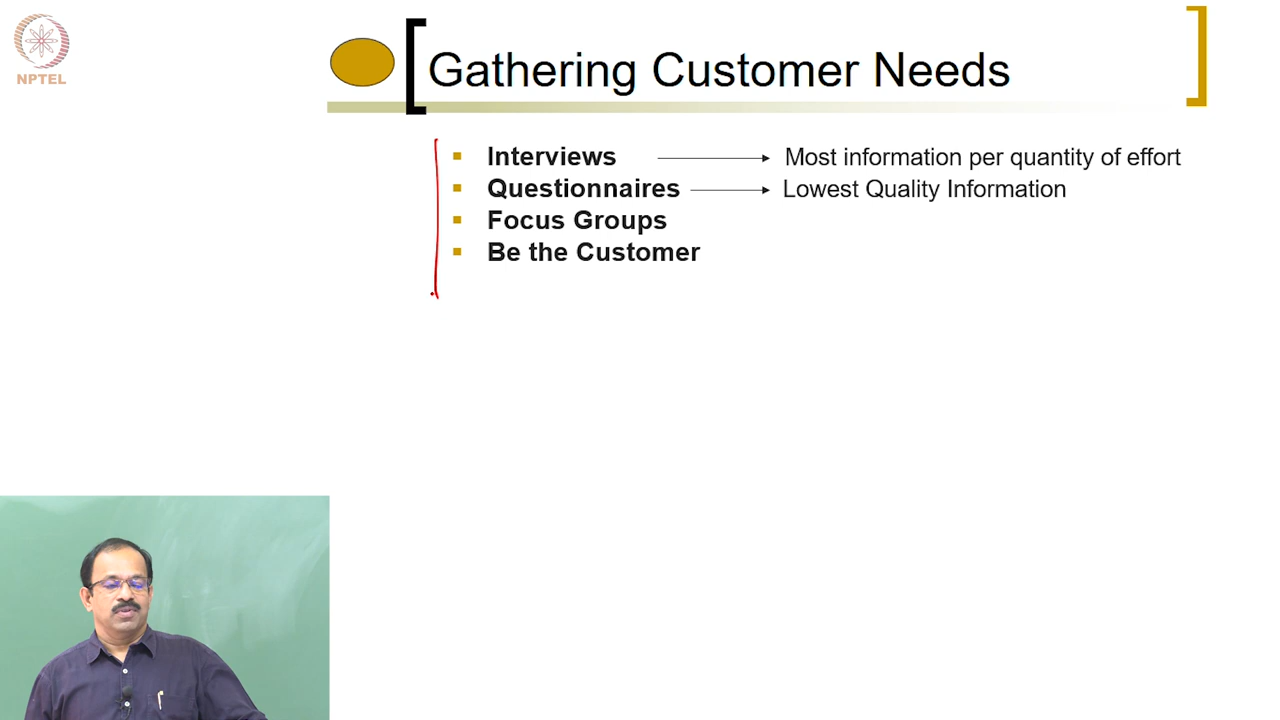 NPTEL
Gathering Customer Needs
Interviews Most information per quantity of effort
Questionnaires Lowest Quality Information
Focus Groups
Be the Customer